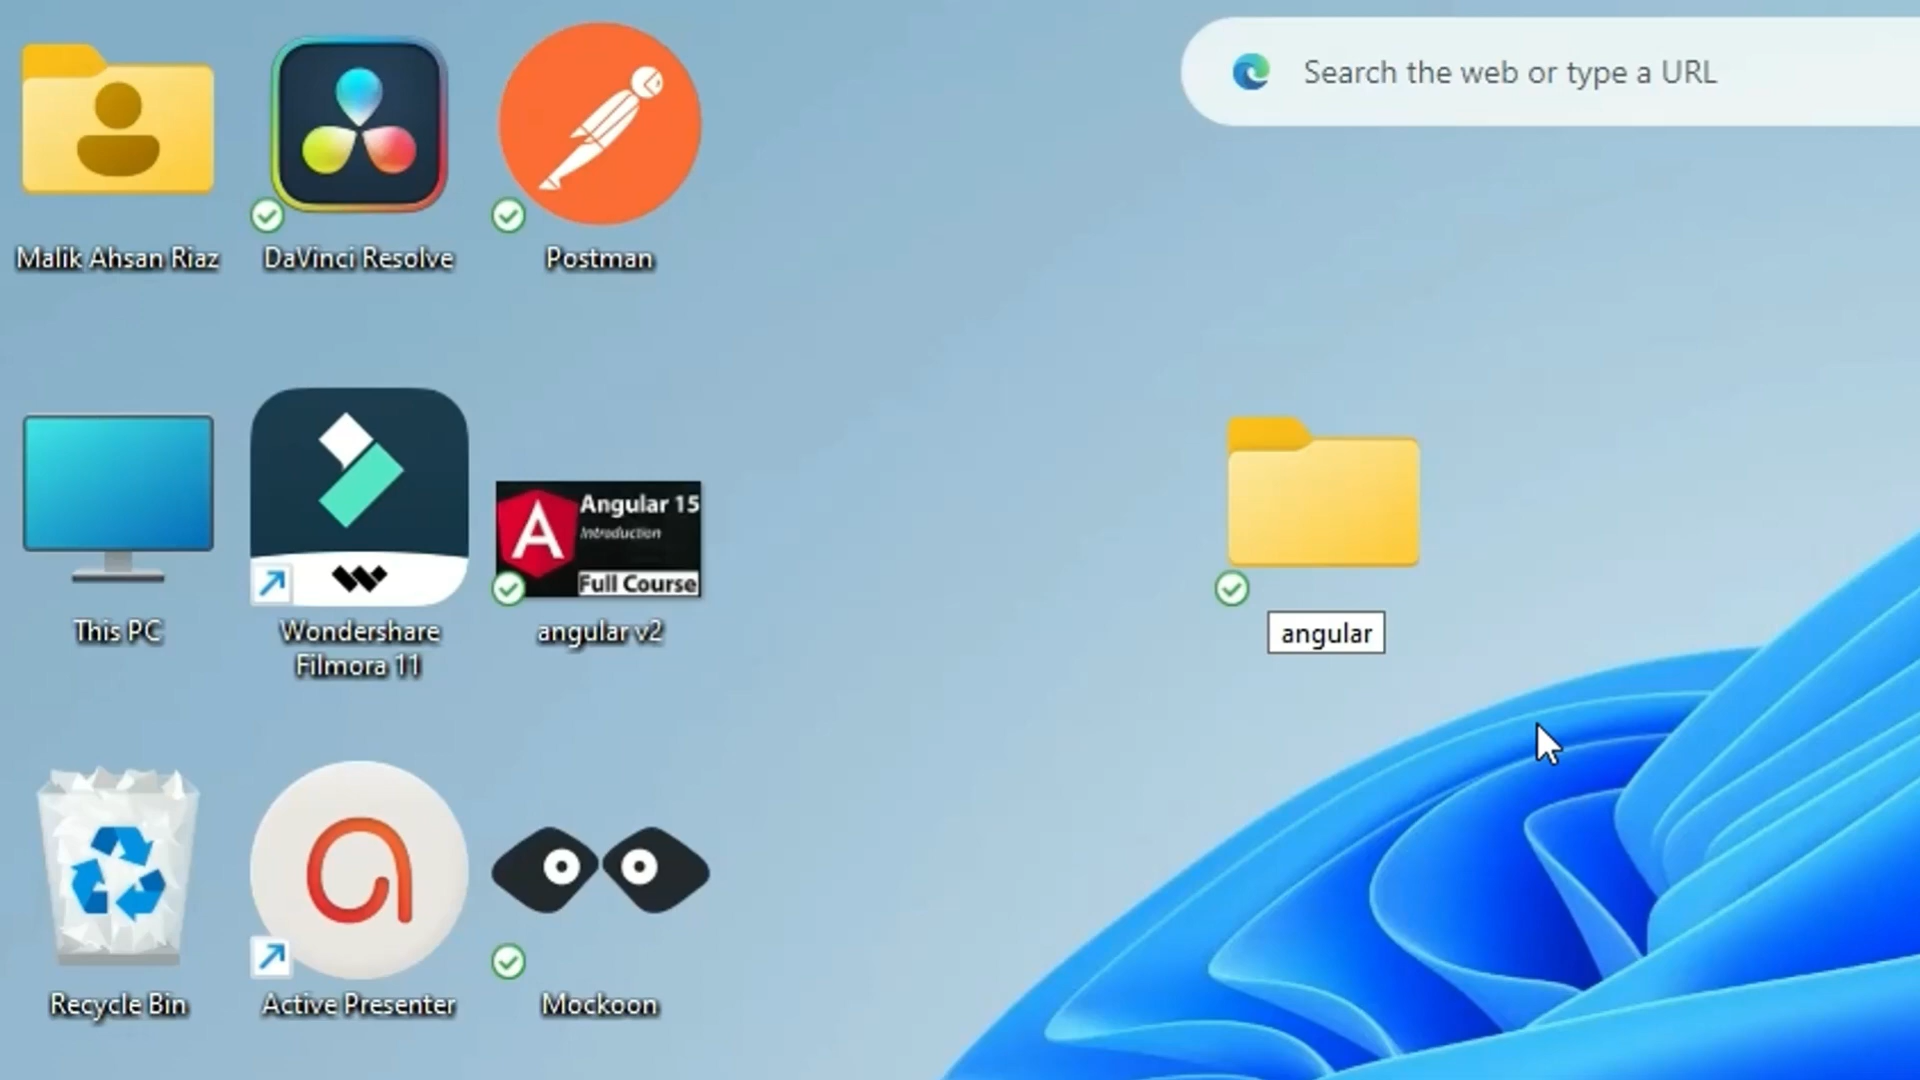 Search the web or type a URL
Malik Ahsan Riaz
DaVinci Resolve
Postman
Angular 15
Introduction
Full Course
This PC
Wondershare
Filmora 11
angular v2
angular
Recycle Bin
Active Presenter
Mockoon